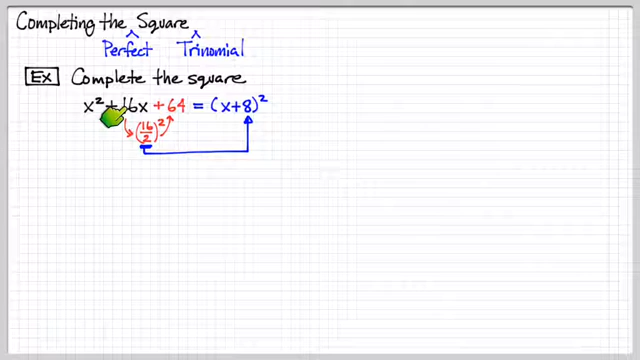 Completing the Square
Perfect Trinomial
Ex Complete the square
x² + 16x + 64 = (x+8)²
(16/2)²